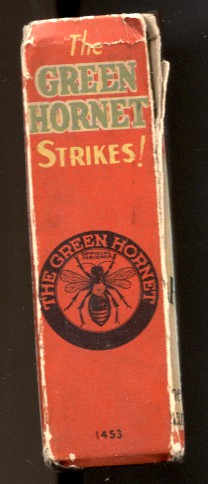 The
GREEN
HORNET
STRIKES!
THE GREEN HORNET
OFFICIAL
INSIGNIA
1453